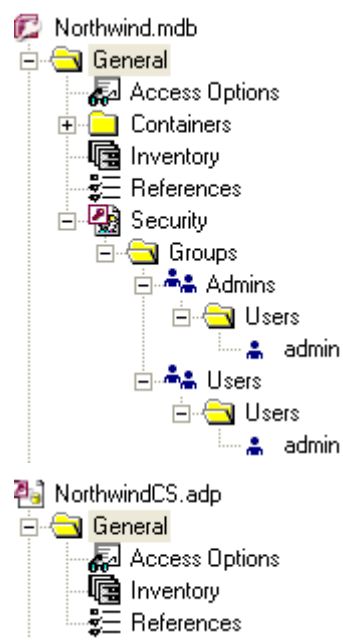 Northwind.mdb
General
Access Options
Containers
Inventory
References
Security
Groups
Admins
Users
admin
Users
Users
admin
NorthwindCS.adp
General
Access Options
Inventory
References